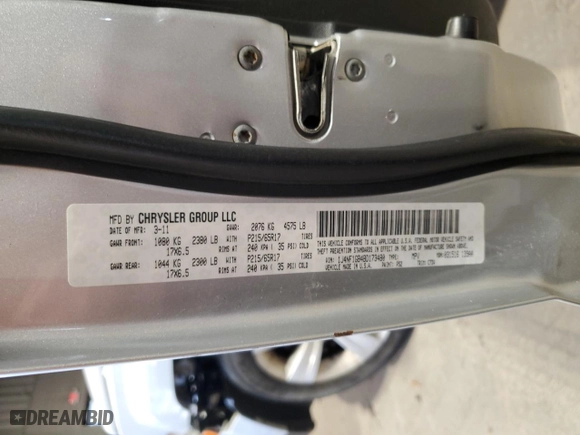 MFD BY CHRYSLER GROUP LLC
DATE OF MFR: 3-11 GVWR: 2076 KG 4575 LB
GAWR FRONT: 1080 KG 2380 LB WITH P215/65R17 TIRES
17X6.5 RIMS AT 240 KPA ( 35 PSI) COLD
GAWR REAR: 1044 KG 2300 LB WITH P215/65R17 TIRES
17X6.5 RIMS AT 240 KPA ( 35 PSI) COLD
THIS VEHICLE CONFORMS TO ALL APPLICABLE U.S.A. FEDERAL MOTOR VEHICLE SAFETY AND
THEFT PREVENTION STANDARDS IN EFFECT ON THE DATE OF MANUFACTURE SHOWN ABOVE
MADE IN U.S.A.
DREAMBID